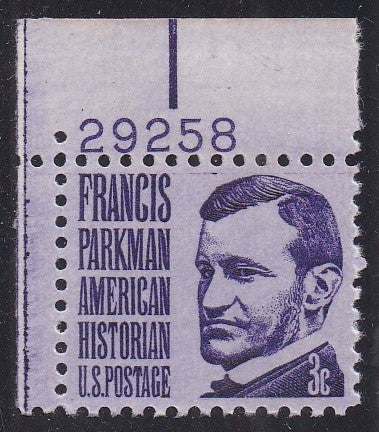 29258
FRANCIS
PARKMAN
AMERICAN
HISTORIAN
U.S. POSTAGE
3c